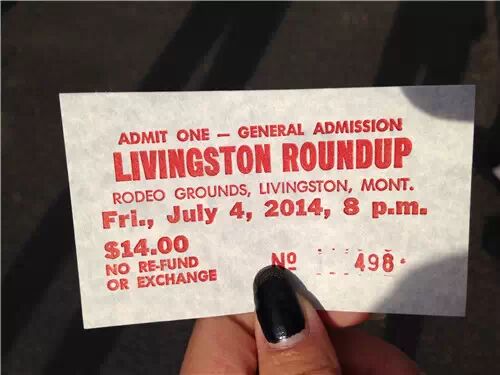 ADMIT ONE — GENERAL ADMISSION
LIVINGSTON ROUNDUP
RODEO GROUNDS, LIVINGSTON, MONT.
Fri., July 4, 2014, 8 p.m.
$14.00
NO RE-FUND
OR EXCHANGE
Nº 498